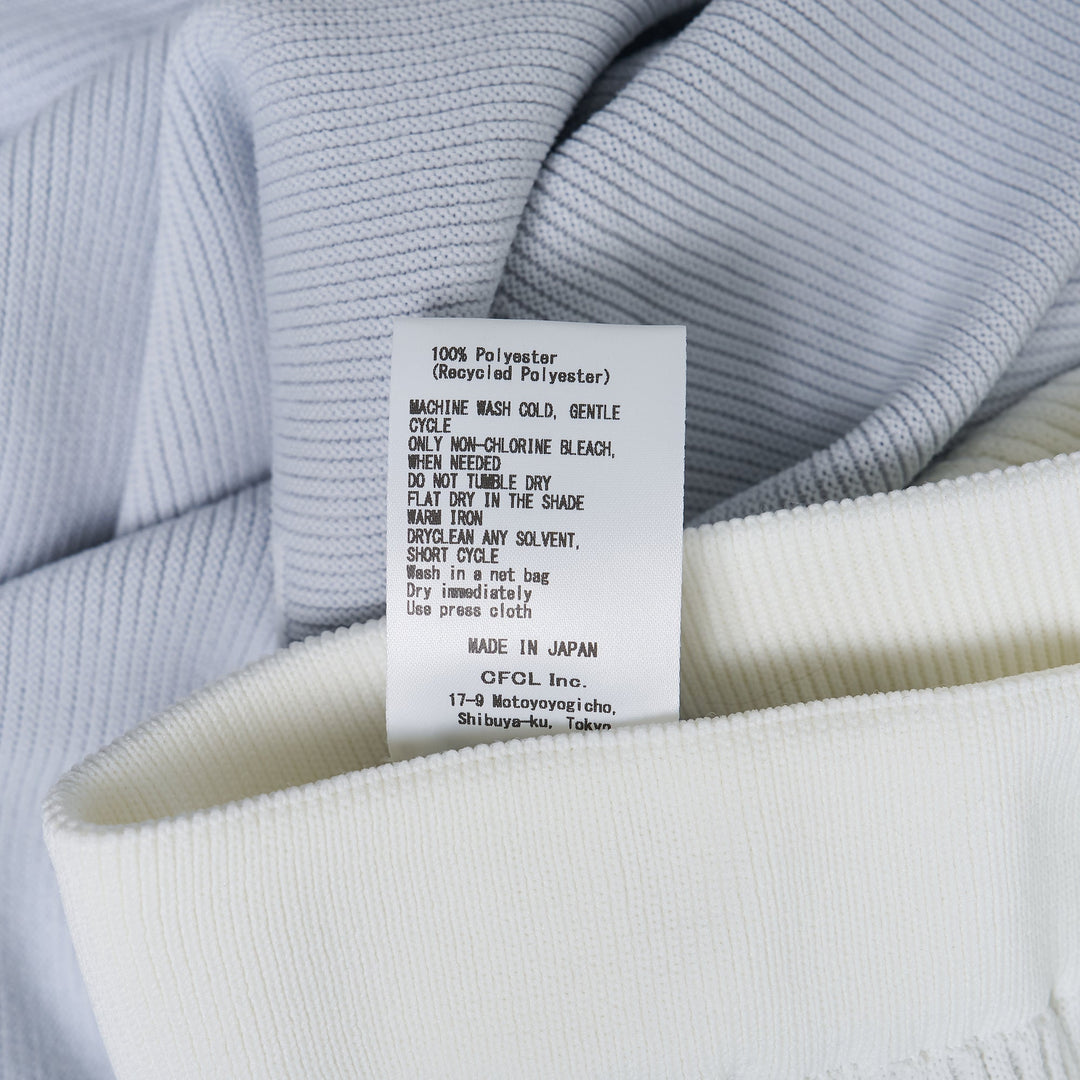 100% Polyester
(Recycled Polyester)
MACHINE WASH COLD, GENTLE
CYCLE
ONLY NON-CHLORINE BLEACH,
WHEN NEEDED
DO NOT TUMBLE DRY
FLAT DRY IN THE SHADE
WARM IRON
DRYCLEAN ANY SOLVENT,
SHORT CYCLE
Wash in a net bag
Dry immediately
Use press cloth
MADE IN JAPAN
CFCL Inc.
17-9 Motoyoyogicho,
Shibuya-ku, Tokyo